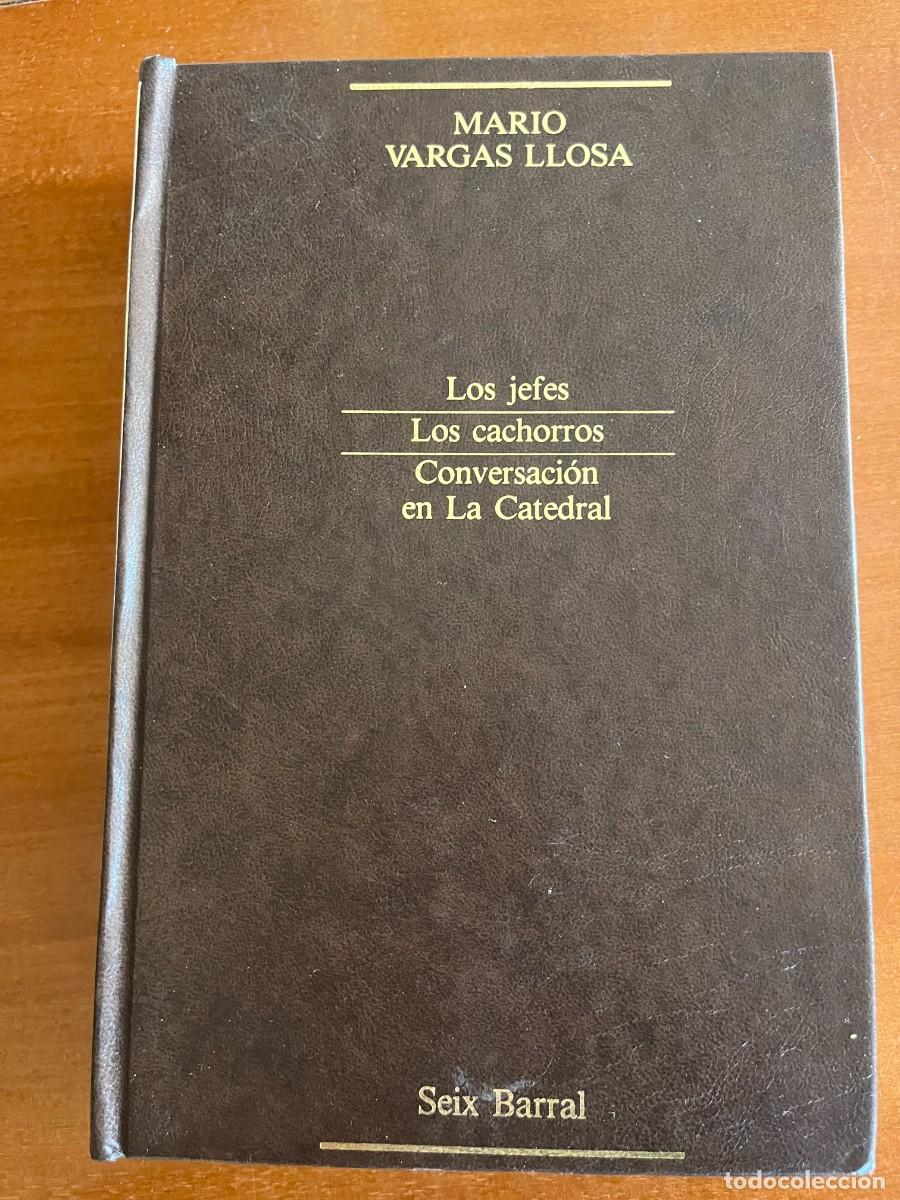 MARIO
VARGAS LLOSA
Los jefes
Los cachorros
Conversación
en La Catedral
Seix Barral
todocoleccion